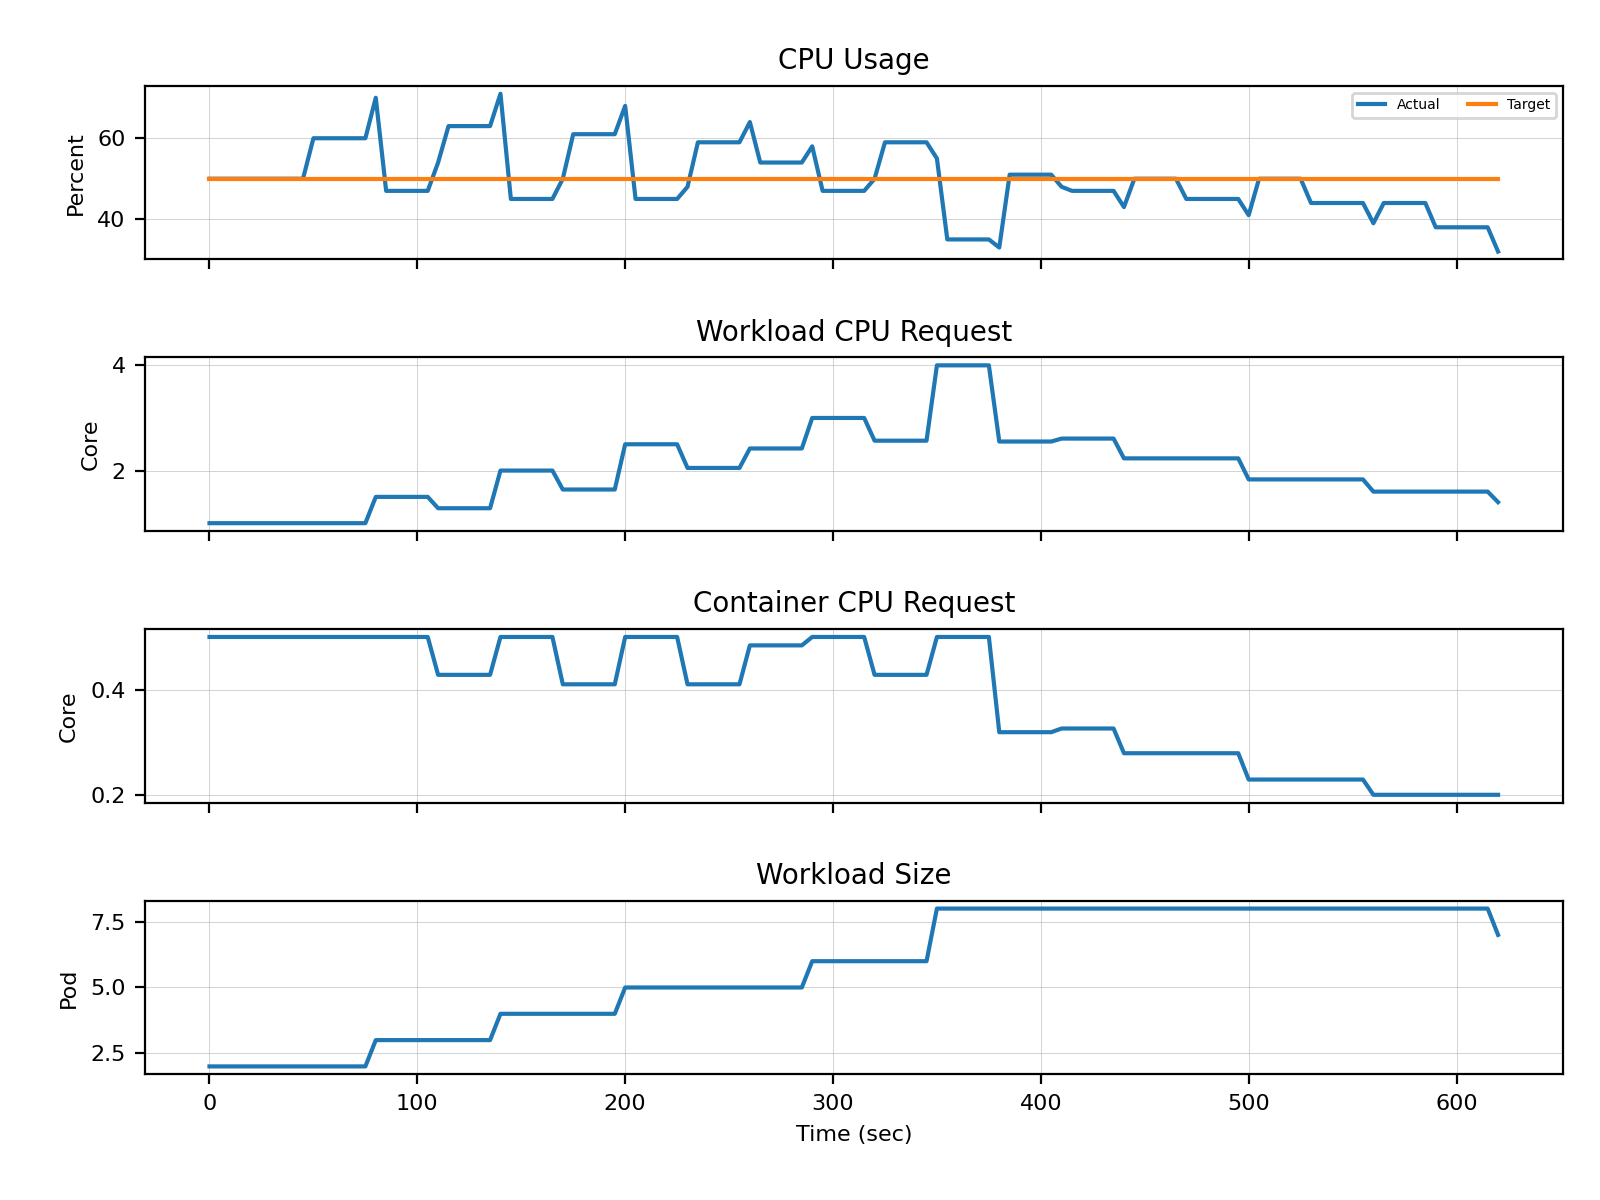 CPU Usage
Percent
60
40
Actual
Target
Workload CPU Request
Core
4
2
Container CPU Request
Core
0.4
0.2
Workload Size
Pod
7.5
5.0
2.5
0 100 200 300 400 500 600
Time (sec)